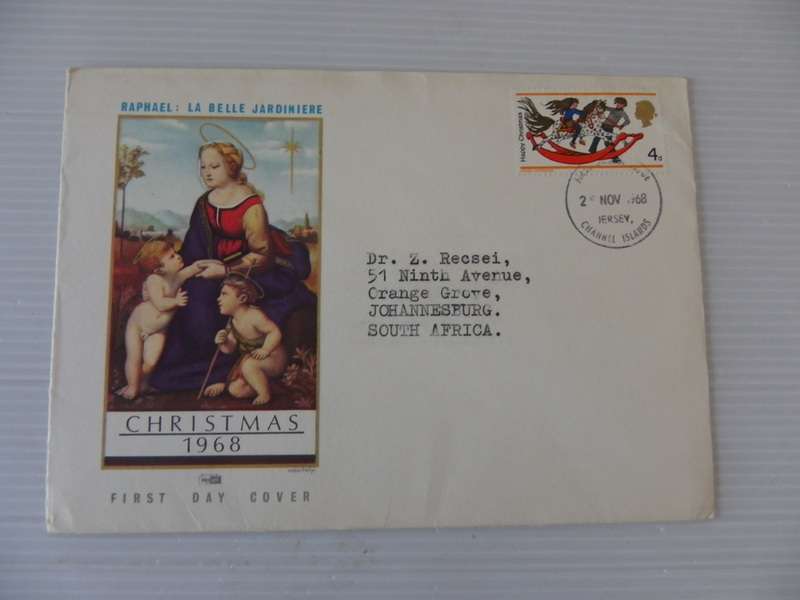 RAPHAEL: LA BELLE JARDINIERE
CHRISTMAS
1968
FIRST DAY COVER
Happy Christmas
4d
NOV 1968
JERSEY.
CHANNEL ISLANDS
Dr. Z. Recsei,
51 Ninth Avenue,
Orange Grove,
JOHANNESBURG.
SOUTH AFRICA.